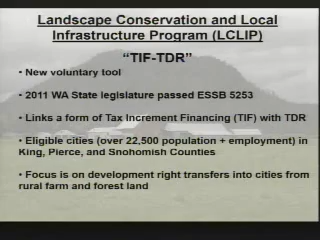 Landscape Conservation and Local
Infrastructure Program (LCLIP)
“TIF-TDR”
• New voluntary tool
• 2011 WA State legislature passed ESSB 5253
• Links a form of Tax Increment Financing (TIF) with TDR
• Eligible cities (over 22,500 population + employment) in
King, Pierce, and Snohomish Counties
• Focus is on development right transfers into cities from
rural farm and forest land